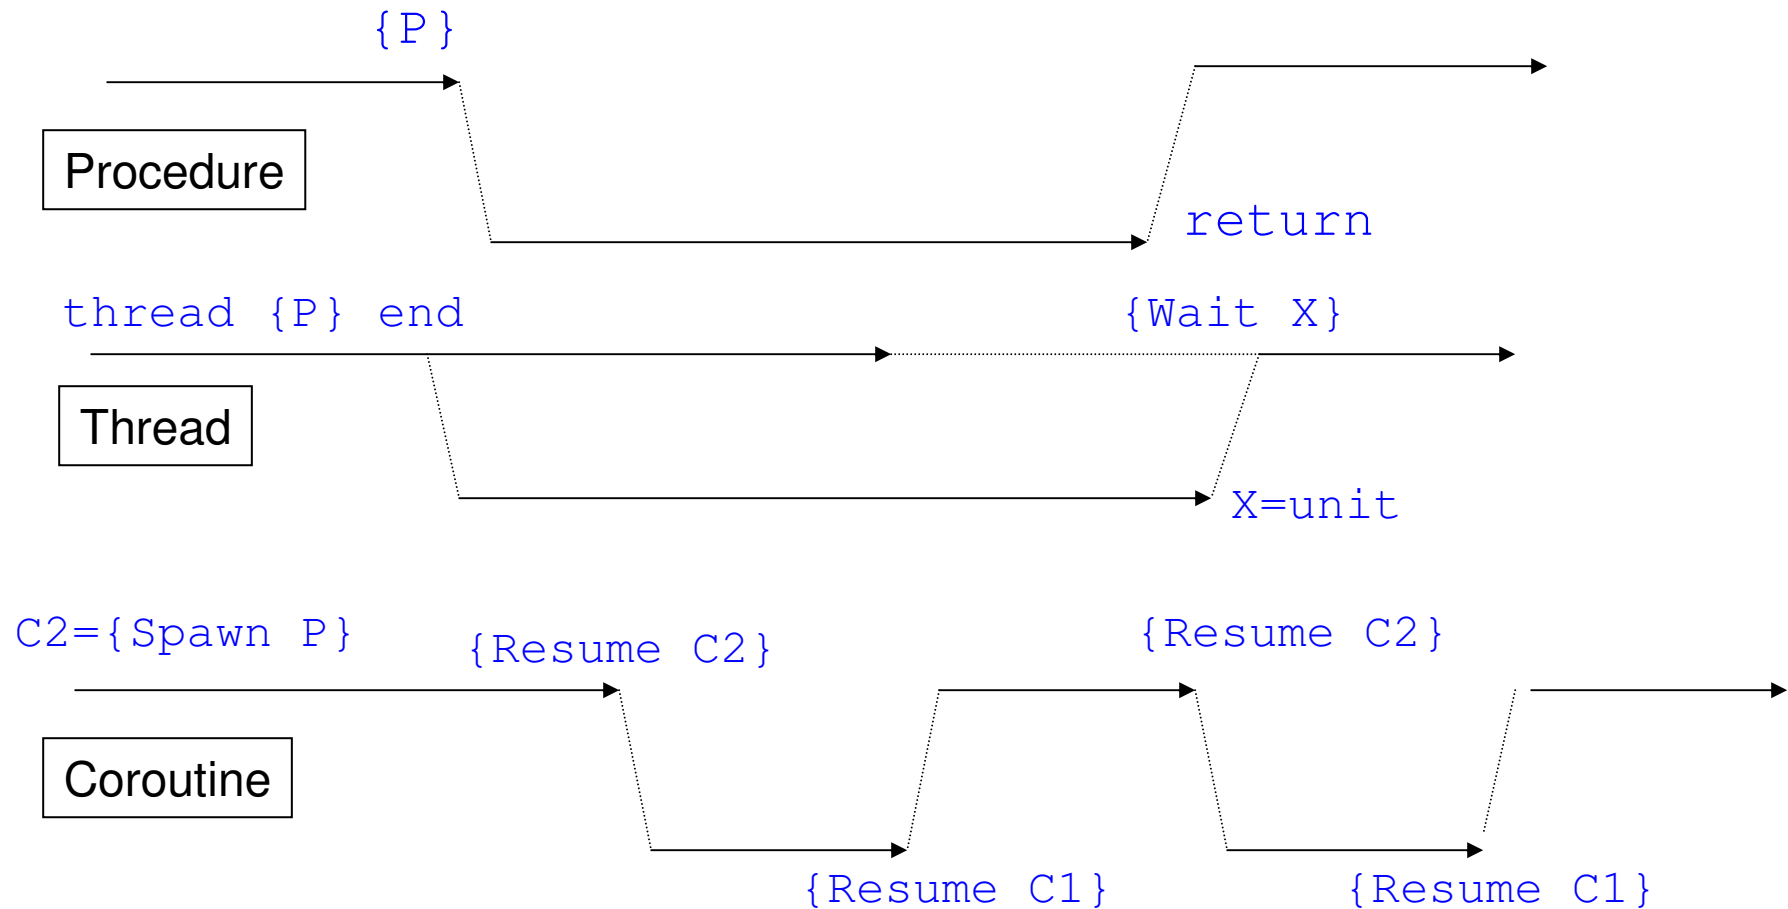 {P}
Procedure
return
thread {P} end
{Wait X}
Thread
X=unit
C2={Spawn P}
{Resume C2}
{Resume C2}
Coroutine
{Resume C1}
{Resume C1}